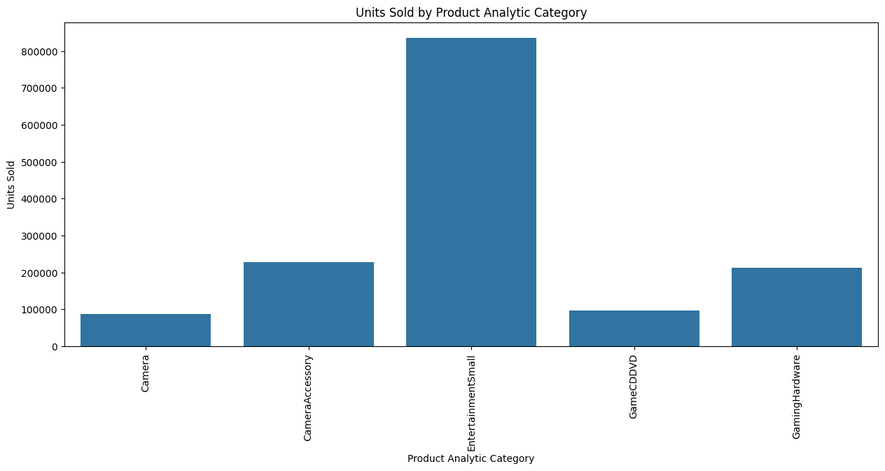 Units Sold by Product Analytic Category
Units Sold
800000
700000
600000
500000
400000
300000
200000
100000
0
Camera
CameraAccessory
EntertainmentSmall
GameCDDVD
GamingHardware
Product Analytic Category